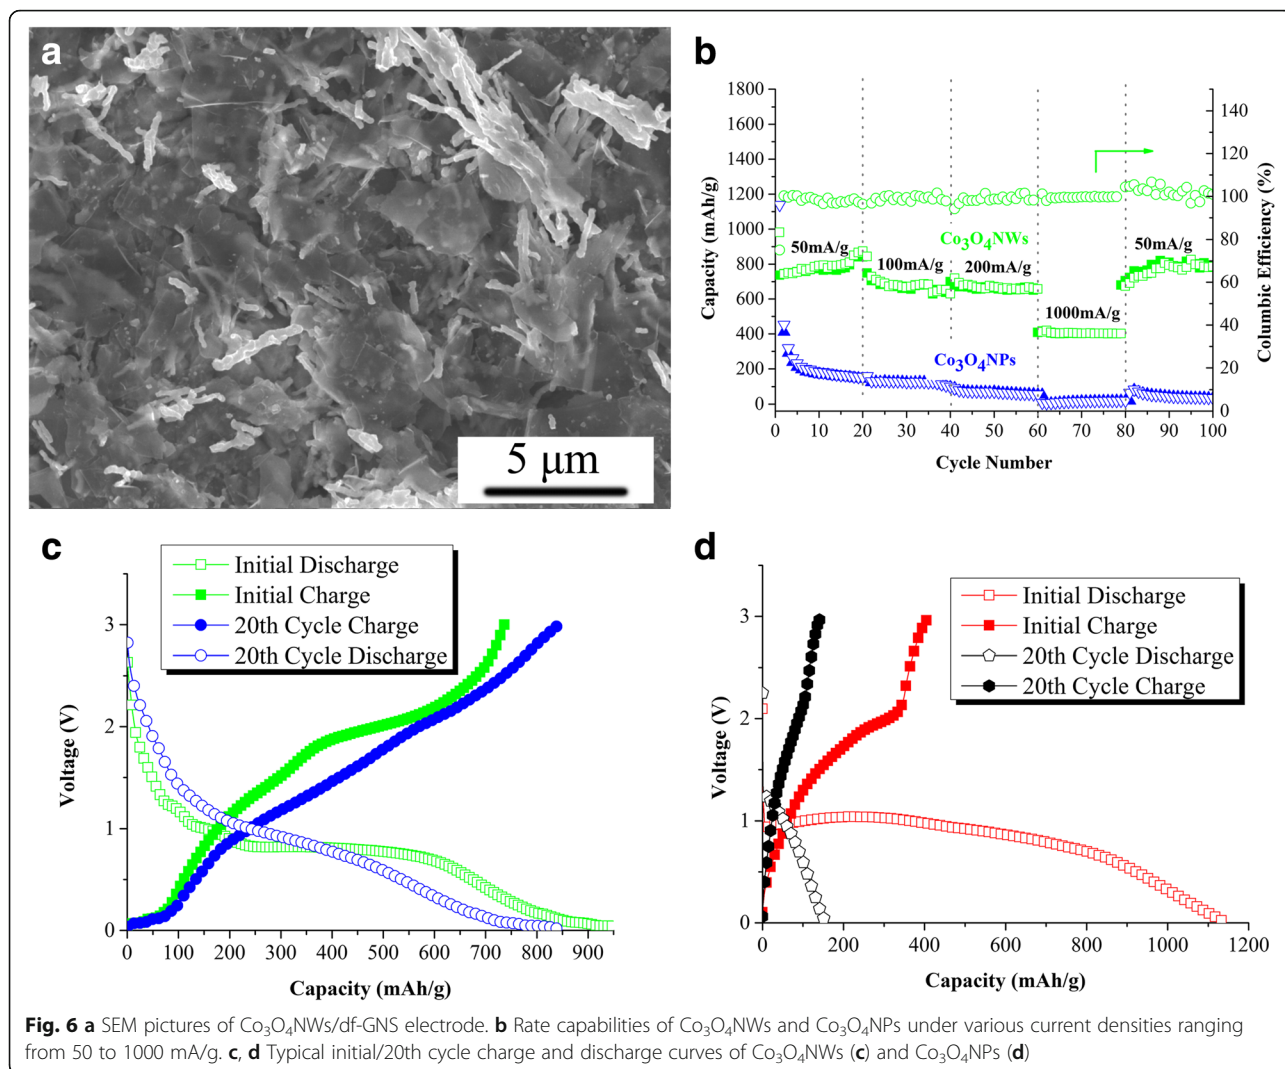 a
5 μm
b
Capacity (mAh/g)
1800
1600
1400
1200
1000
800
600
400
200
0
0 10 20 30 40 50 60 70 80 90 100
Cycle Number
140
120
100
80
60
40
20
0
Columbic Efficiency (%)
Co₃O₄NWs
50mA/g
100mA/g
200mA/g
50mA/g
1000mA/g
Co₃O₄NPs
c
Initial Discharge
Initial Charge
20th Cycle Charge
20th Cycle Discharge
Voltage (V)
3
2
1
0
0 100 200 300 400 500 600 700 800 900
Capacity (mAh/g)
d
Initial Discharge
Initial Charge
20th Cycle Discharge
20th Cycle Charge
Voltage (V)
3
2
1
0
0 200 400 600 800 1000 1200
Capacity (mAh/g)
Fig. 6 a SEM pictures of Co₃O₄NWs/df-GNS electrode. b Rate capabilities of Co₃O₄NWs and Co₃O₄NPs under various current densities ranging
from 50 to 1000 mA/g. c, d Typical initial/20th cycle charge and discharge curves of Co₃O₄NWs (c) and Co₃O₄NPs (d)